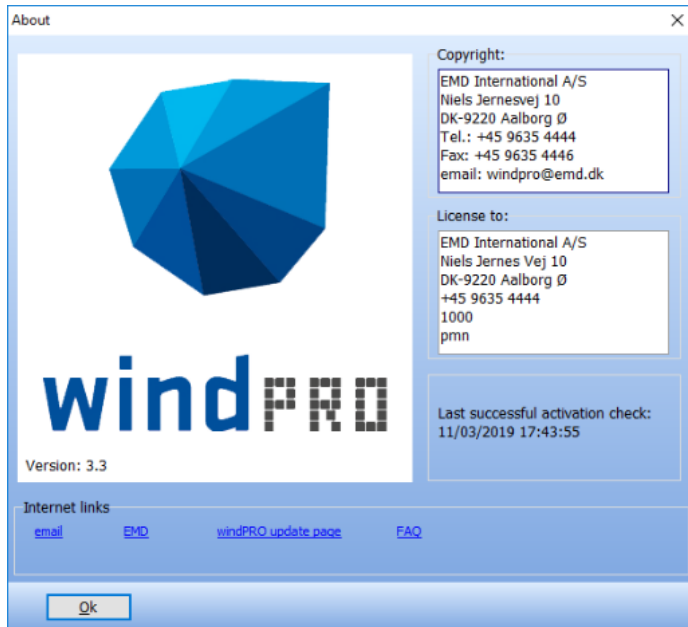 About
windPRO
Version: 3.3
Copyright:
EMD International A/S
Niels Jernesvej 10
DK-9220 Aalborg Ø
Tel.: +45 9635 4444
Fax: +45 9635 4446
email: windpro@emd.dk
License to:
EMD International A/S
Niels Jernes Vej 10
DK-9220 Aalborg Ø
+45 9635 4444
1000
pmn
Last successful activation check:
11/03/2019 17:43:55
Internet links
email EMD windPRO update page FAQ
Ok